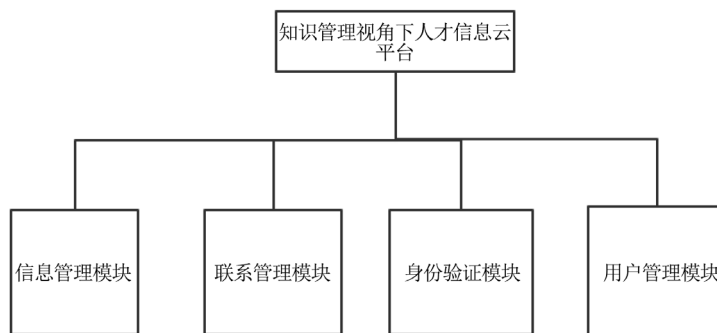 知识管理视角下人才信息云
平台
信息管理模块
联系管理模块
身份验证模块
用户管理模块